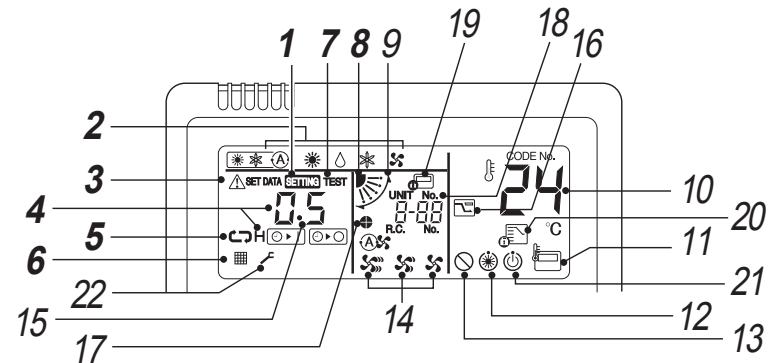 1 7 8 9 19 18 16
2
CODE No.
A
3 SET DATA SETTING TEST
UNIT No.
24 10
4 0.5 8-88
R.C. No.
°C 20
5 H
A 11
6
22 15 17 14 13 12 21